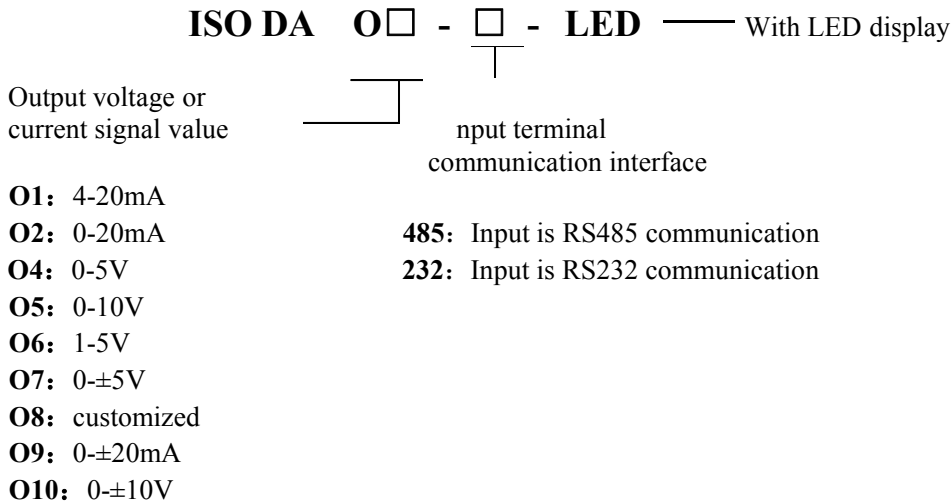 ISO DA O□ - □ - LED With LED display
Output voltage or
current signal value
nput terminal
communication interface
O1：4-20mA
O2：0-20mA
O4：0-5V
O5：0-10V
O6：1-5V
O7：0-±5V
O8：customized
O9：0-±20mA
O10：0-±10V
485：Input is RS485 communication
232：Input is RS232 communication